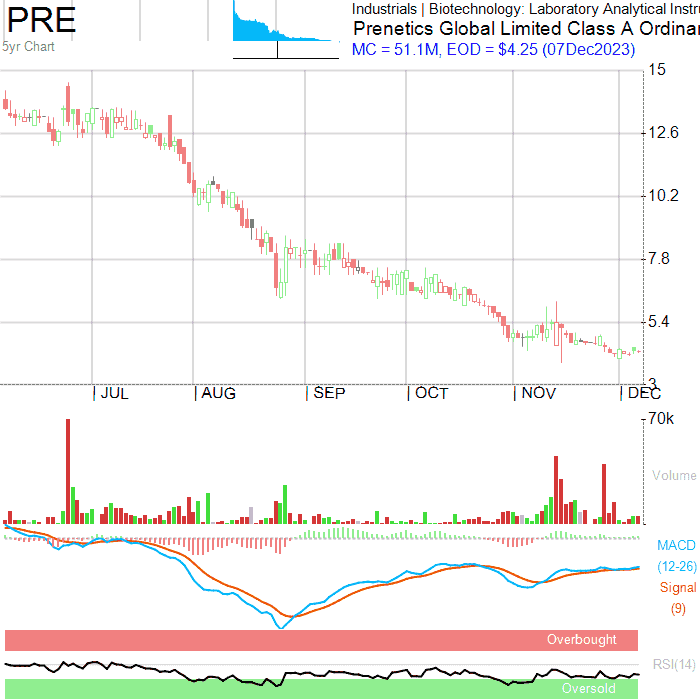 PRE
5yr Chart
Industrials | Biotechnology: Laboratory Analytical Instru
Prenetics Global Limited Class A Ordinar
MC = 51.1M, EOD = $4.25 (07Dec2023)
15
12.6
10.2
7.8
5.4
3
JUL AUG SEP OCT NOV DEC
70k
Volume
MACD
(12-26)
Signal
(9)
Overbought
RSI(14)
Oversold